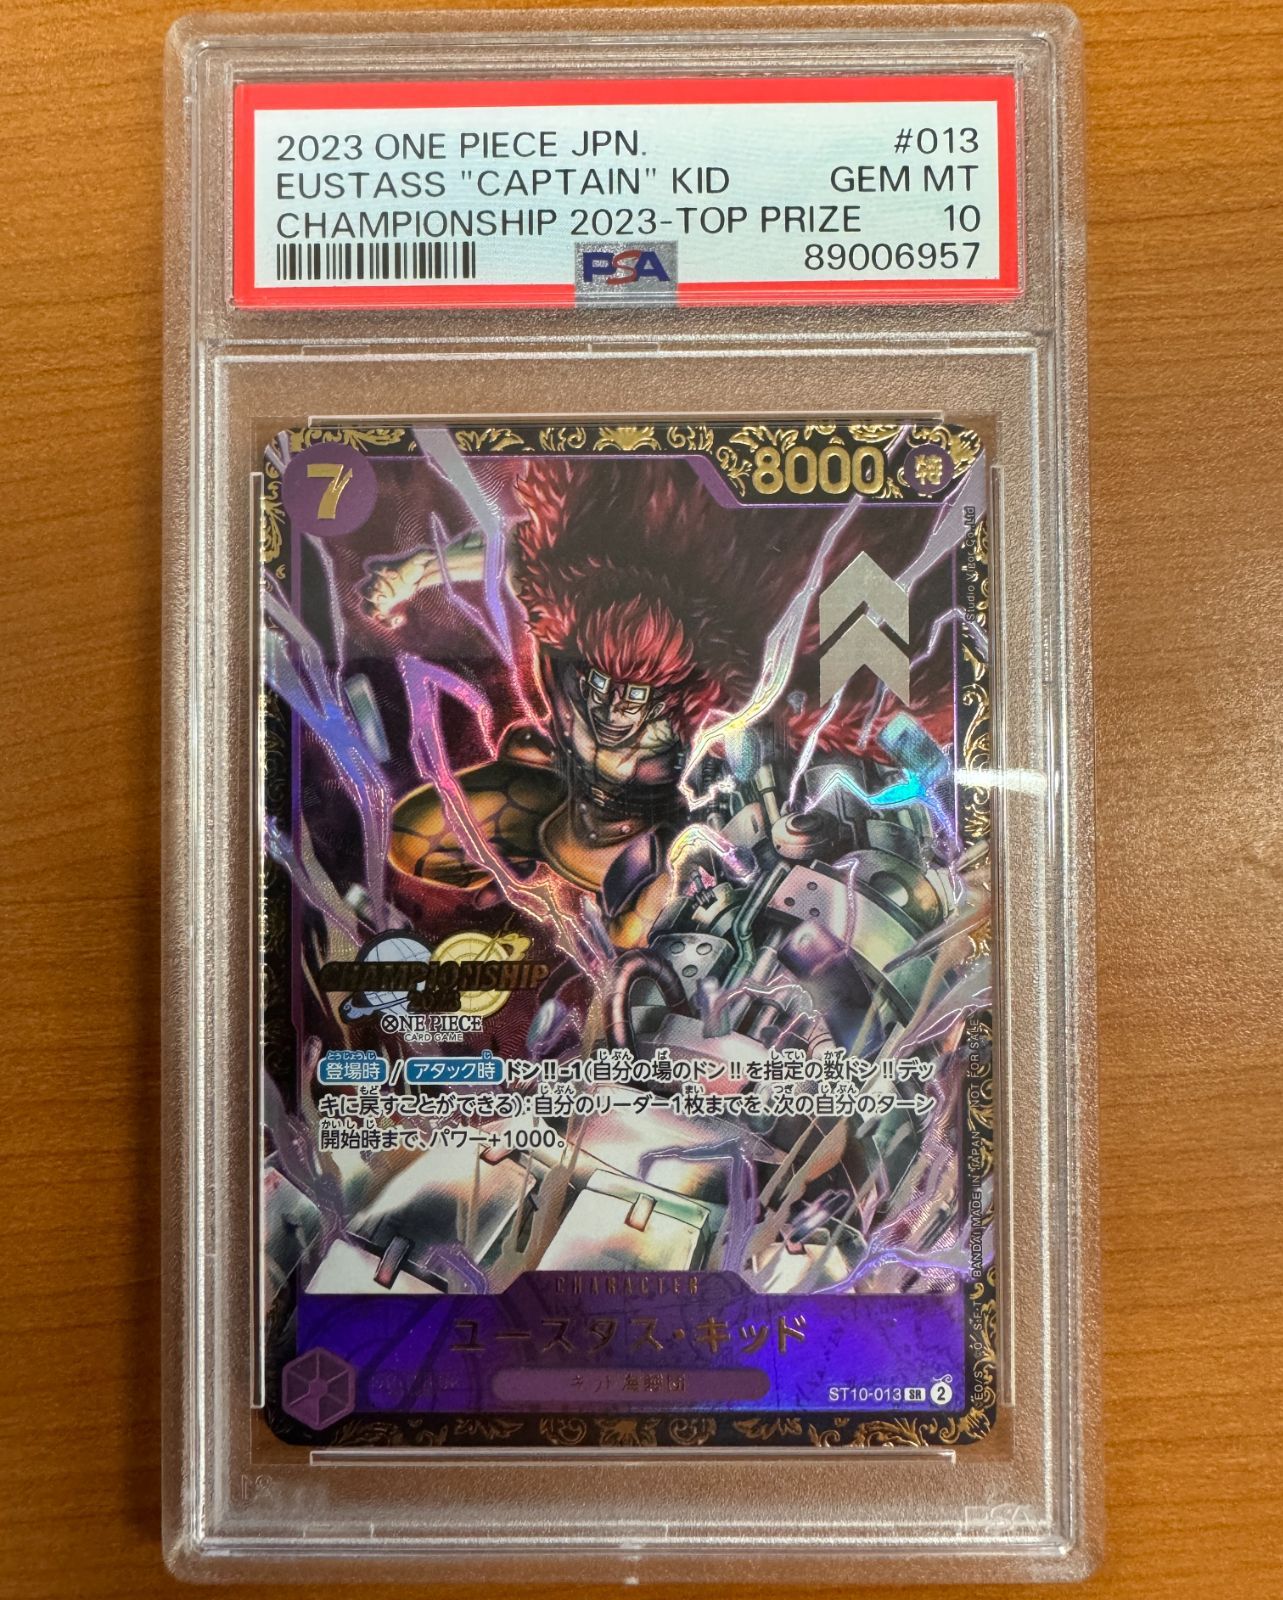 2023 ONE PIECE JPN. #013
EUSTASS "CAPTAIN" KID GEM MT
CHAMPIONSHIP 2023-TOP PRIZE 10
PSA 89006957
7
8000
特
CHAMPIONSHIP
2023
ONE PIECE
CARD GAME
登場時 / アタック時 ドン!!-1(自分の場のドン!!を指定の数ドン!!デッ
キに戻すことができる):自分のリーダー1枚までを、次の自分のターン
開始時まで、パワー+1000。
BANDAI MADE IN JAPAN NOT FOR SALE
CHARACTER
ユースタス・キッド
キッド海賊団
ST10-013 SR 2
PSA